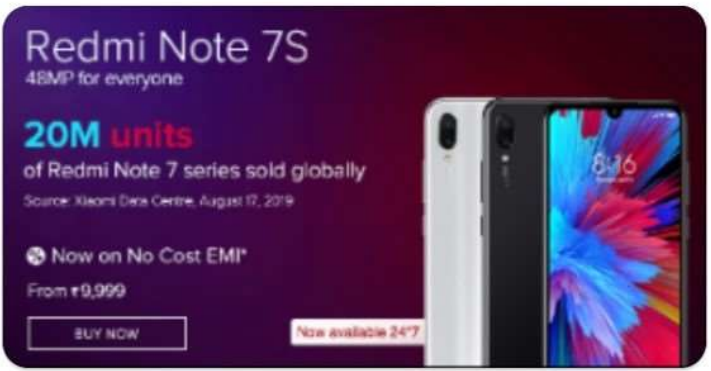 Redmi Note 7S
48MP for everyone
20M units
of Redmi Note 7 series sold globally
Source: Xiaomi Data Centre, August 17, 2019
Now on No Cost EMI*
From ₹9,999
BUY NOW
Now available 24*7
8:16